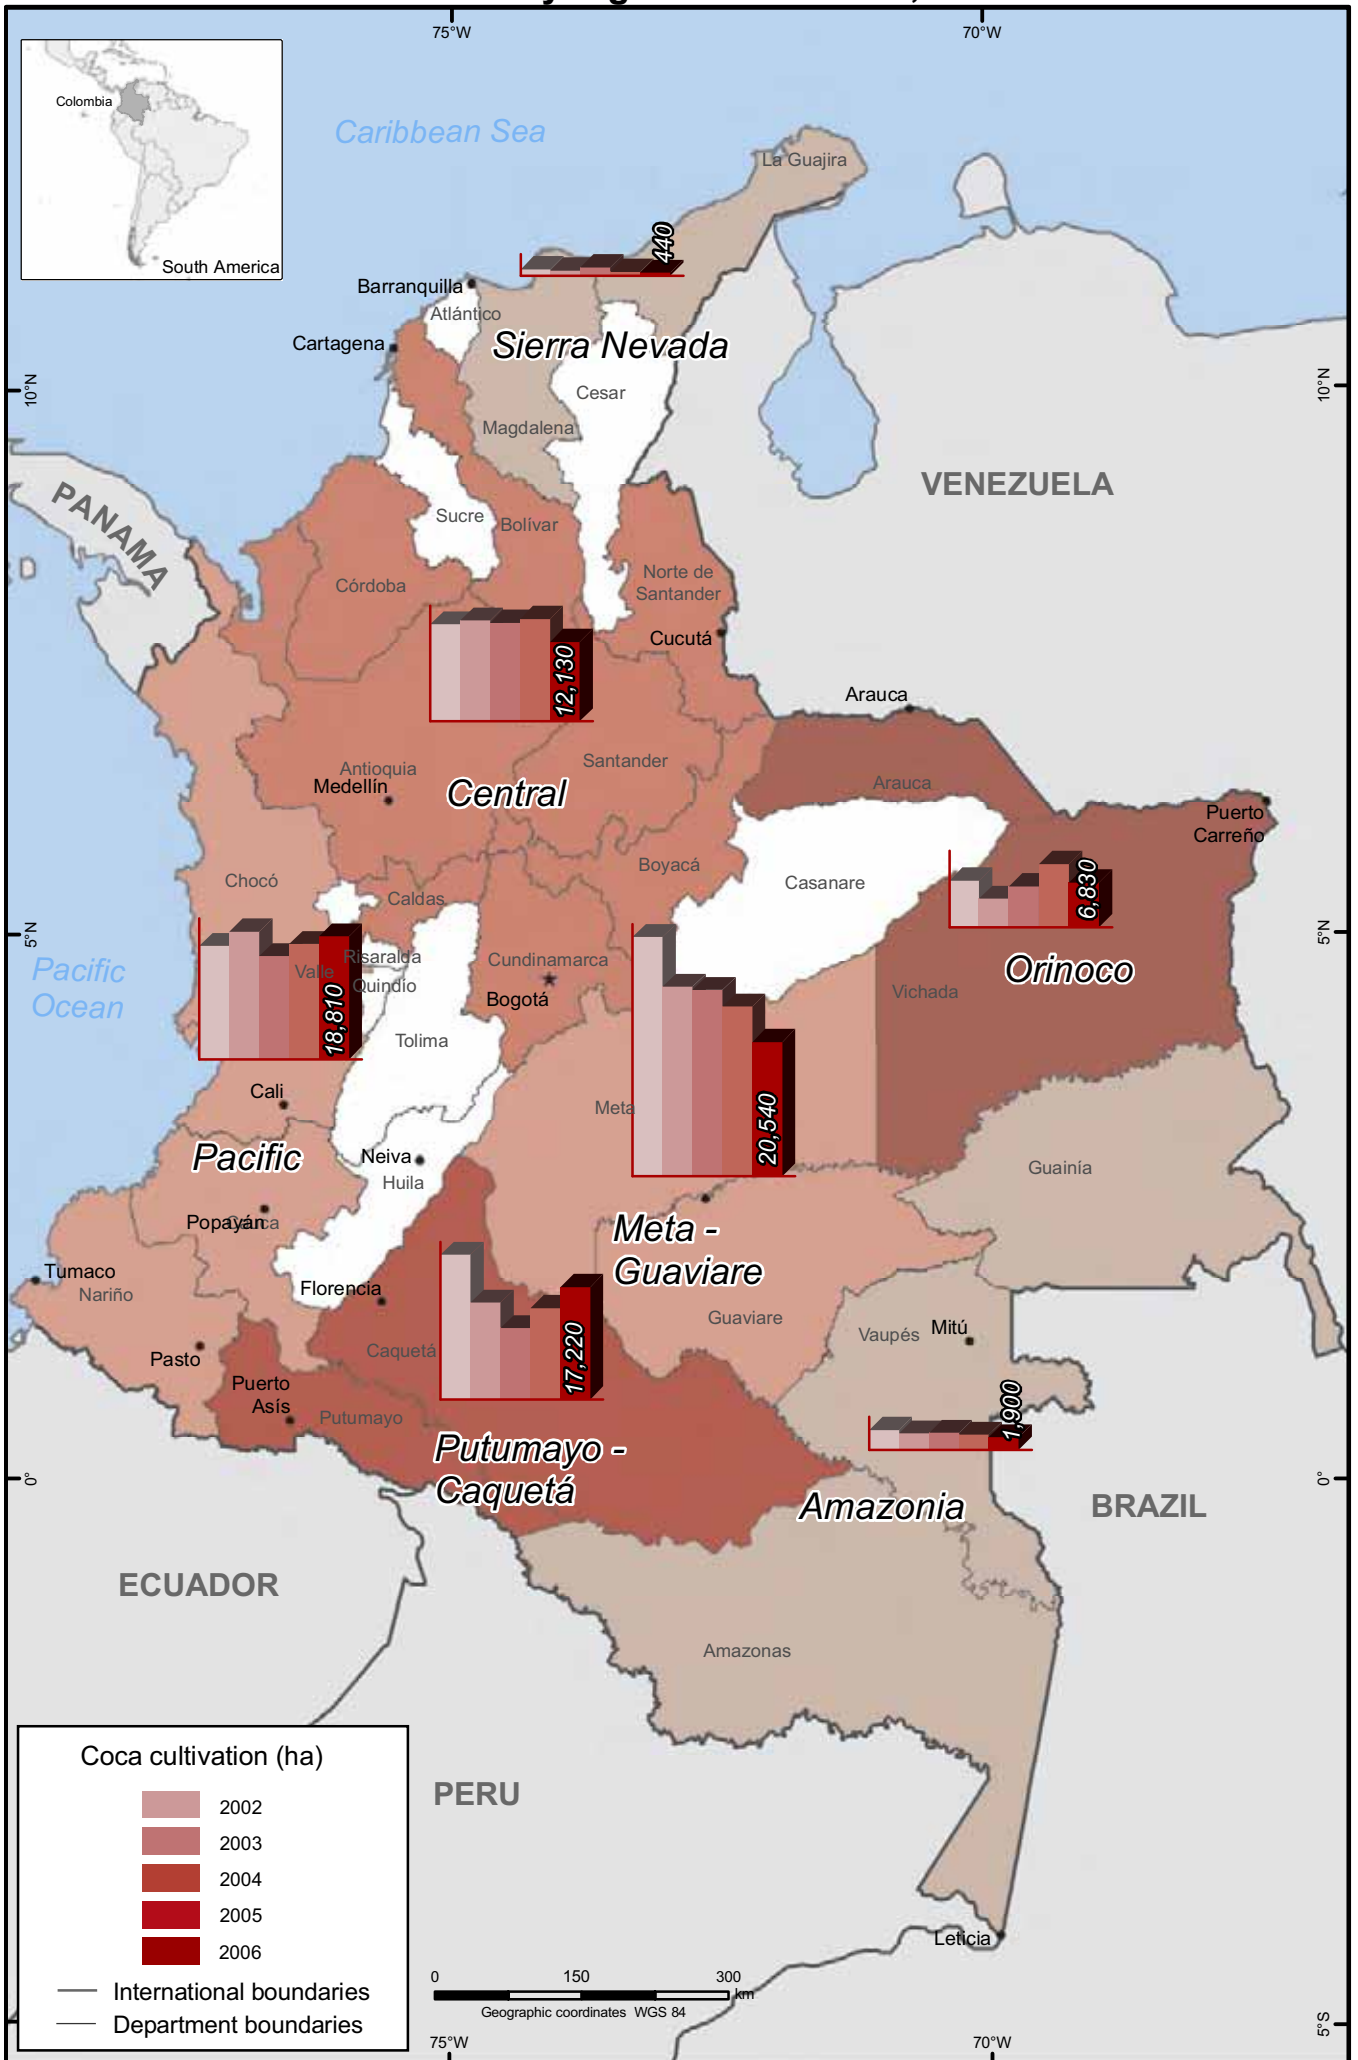 75°W
70°W
Colombia
South America
Caribbean Sea
La Guajira
440
Barranquilla
Atlántico
Cartagena
Sierra Nevada
Cesar
10°N
10°N
Magdalena
VENEZUELA
PANAMA
Sucre
Bolívar
Córdoba
Norte de
Santander
Cucutá
12,130
Arauca
Santander
Antioquia
Medellín
Central
Arauca
Puerto
Carreño
Boyacá
Chocó
Caldas
Casanare
6,830
5°N
5°N
Pacific
Ocean
Risaralda
Valle
Quindío
Cundinamarca
Bogotá
Orinoco
Vichada
18,810
Tolima
Cali
Meta
20,540
Pacific
Neiva
Huila
Guainía
Popayán
Meta -
Guaviare
Tumaco
Nariño
Florencia
Guaviare
Vaupés
Mitú
Pasto
Caquetá
17,220
Puerto
Asís
Putumayo
1,900
Putumayo -
Caquetá
0°
0°
Amazonia
BRAZIL
ECUADOR
Amazonas
Coca cultivation (ha)
2002
2003
2004
2005
2006
International boundaries
Department boundaries
PERU
Leticia
0
150
300
km
Geographic coordinates WGS 84
5°S
75°W
70°W